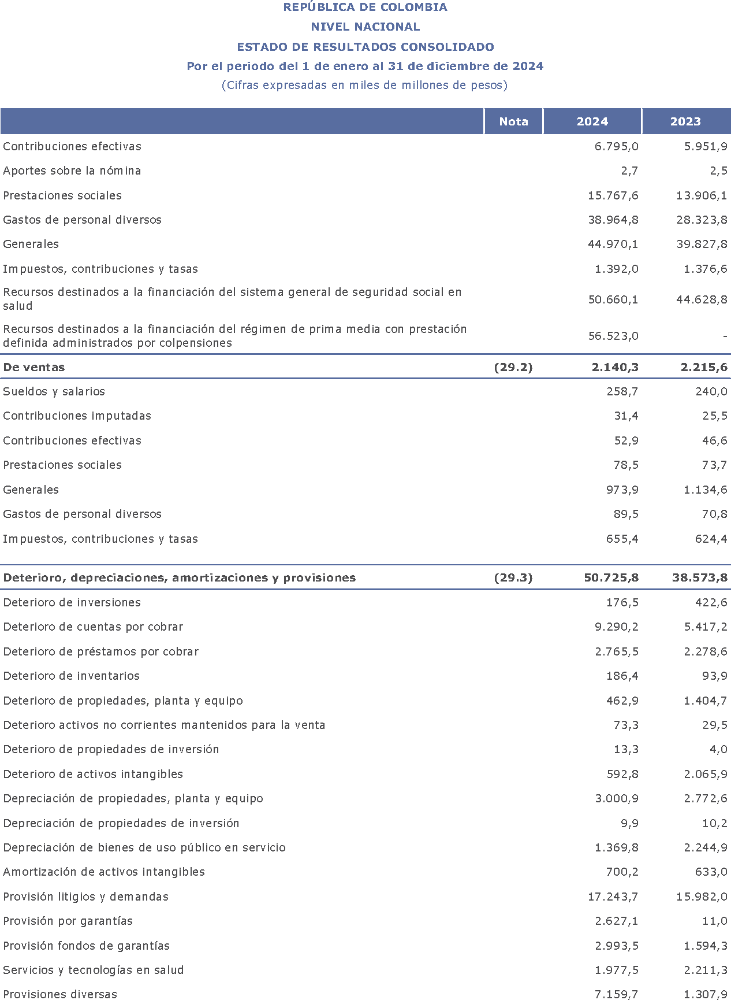 REPÚBLICA DE COLOMBIA
NIVEL NACIONAL
ESTADO DE RESULTADOS CONSOLIDADO
Por el periodo del 1 de enero al 31 de diciembre de 2024
(Cifras expresadas en miles de millones de pesos)
Nota 2024 2023
Contribuciones efectivas 6.795,0 5.951,9
Aportes sobre la nómina 2,7 2,5
Prestaciones sociales 15.767,6 13.906,1
Gastos de personal diversos 38.964,8 28.323,8
Generales 44.970,1 39.827,8
Impuestos, contribuciones y tasas 1.392,0 1.376,6
Recursos destinados a la financiación del sistema general de seguridad social en
salud 50.660,1 44.628,8
Recursos destinados a la financiación del régimen de prima media con prestación
definida administrados por colpensiones 56.523,0 -
De ventas (29.2) 2.140,3 2.215,6
Sueldos y salarios 258,7 240,0
Contribuciones imputadas 31,4 25,5
Contribuciones efectivas 52,9 46,6
Prestaciones sociales 78,5 73,7
Generales 973,9 1.134,6
Gastos de personal diversos 89,5 70,8
Impuestos, contribuciones y tasas 655,4 624,4
Deterioro, depreciaciones, amortizaciones y provisiones (29.3) 50.725,8 38.573,8
Deterioro de inversiones 176,5 422,6
Deterioro de cuentas por cobrar 9.290,2 5.417,2
Deterioro de préstamos por cobrar 2.765,5 2.278,6
Deterioro de inventarios 186,4 93,9
Deterioro de propiedades, planta y equipo 462,9 1.404,7
Deterioro activos no corrientes mantenidos para la venta 73,3 29,5
Deterioro de propiedades de inversión 13,3 4,0
Deterioro de activos intangibles 592,8 2.065,9
Depreciación de propiedades, planta y equipo 3.000,9 2.772,6
Depreciación de propiedades de inversión 9,9 10,2
Depreciación de bienes de uso público en servicio 1.369,8 2.244,9
Amortización de activos intangibles 700,2 633,0
Provisión litigios y demandas 17.243,7 15.982,0
Provisión por garantías 2.627,1 11,0
Provisión fondos de garantías 2.993,5 1.594,3
Servicios y tecnologías en salud 1.977,5 2.211,3
Provisiones diversas 7.159,7 1.307,9